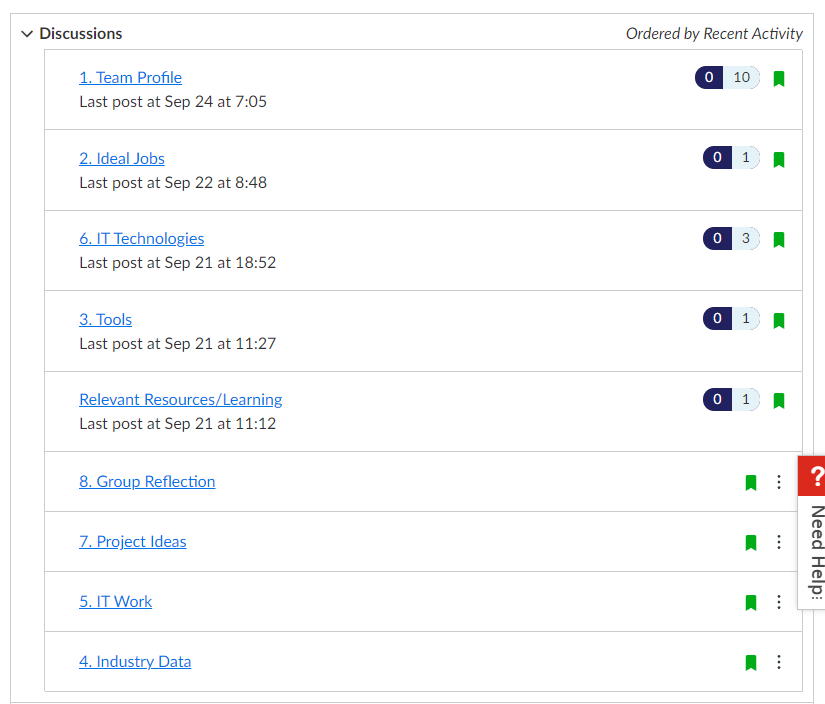 Discussions
Ordered by Recent Activity
1. Team Profile
0 10
Last post at Sep 24 at 7:05
2. Ideal Jobs
0 1
Last post at Sep 22 at 8:48
6. IT Technologies
0 3
Last post at Sep 21 at 18:52
3. Tools
0 1
Last post at Sep 21 at 11:27
Relevant Resources/Learning
0 1
Last post at Sep 21 at 11:12
8. Group Reflection
7. Project Ideas
5. IT Work
4. Industry Data
?
Need Help